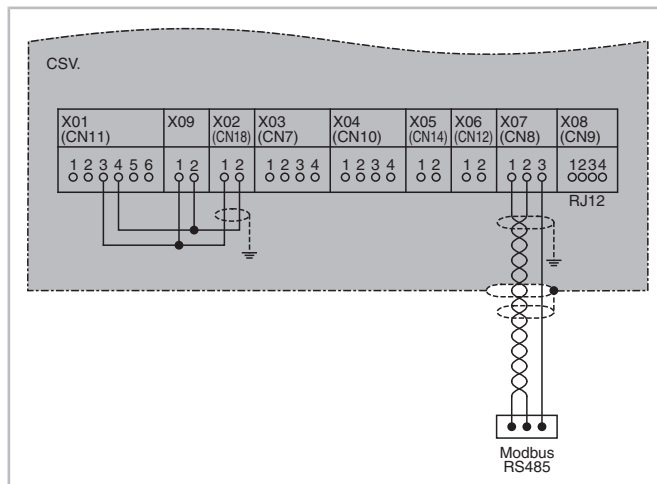 CSV.
X01 X09 X02 X03 X04 X05 X06 X07 X08
(CN11) (CN18) (CN7) (CN10) (CN14) (CN12) (CN8) (CN9)
1 2 3 4 5 6 1 2 1 2 1 2 3 4 1 2 3 4 1 2 1 2 1 2 3 1234
RJ12
Modbus
RS485